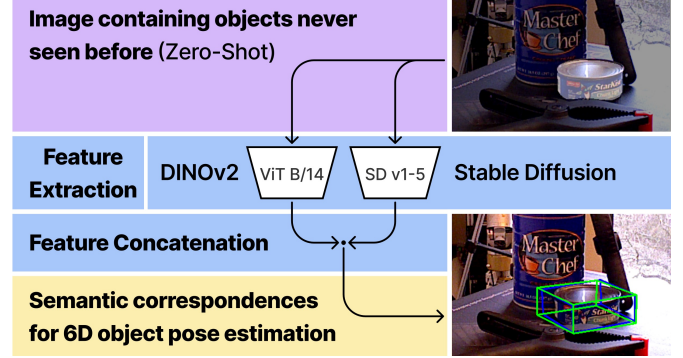 Image containing objects never
seen before (Zero-Shot)
Master
Chef
StarKist
Feature
Extraction
DINOv2
ViT B/14
SD v1-5
Stable Diffusion
Feature Concatenation
Master
Chef
Semantic correspondences
for 6D object pose estimation